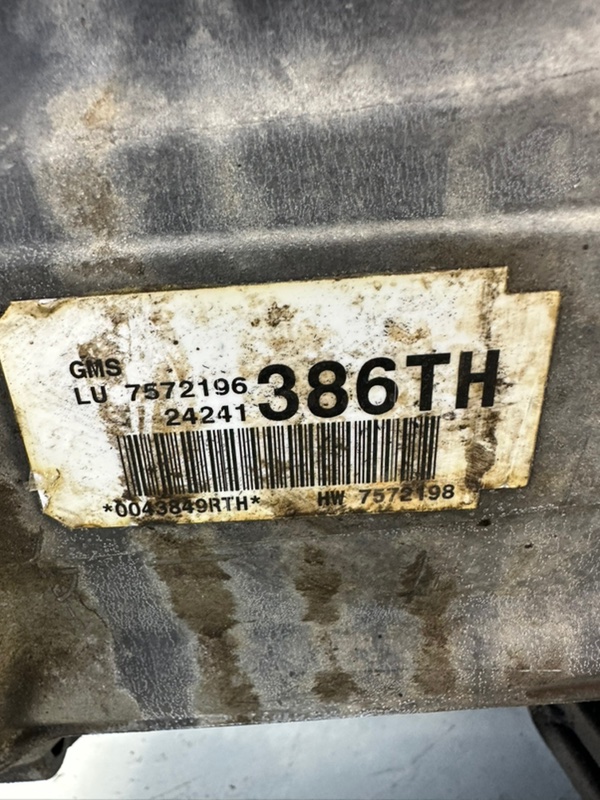 GMS
LU 7572196
24241 386TH
*0043849RTH* HW 7572198